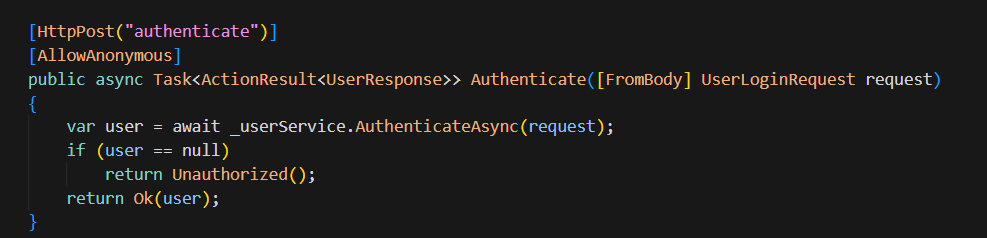 [HttpPost("authenticate")]
[AllowAnonymous]
public async Task<ActionResult<UserResponse>> Authenticate([FromBody] UserLoginRequest request)
{
    var user = await _userService.AuthenticateAsync(request);
    if (user == null)
        return Unauthorized();
    return Ok(user);
}